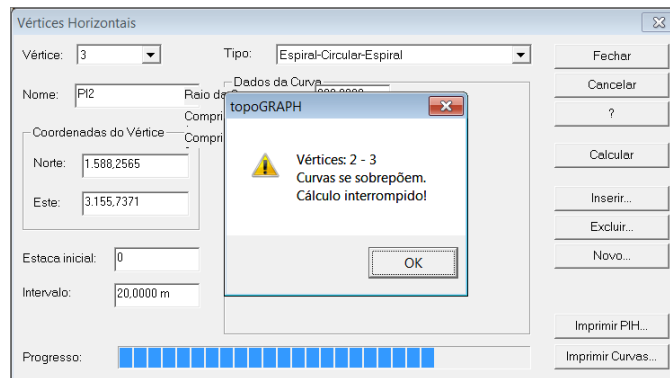 Vértices Horizontais
Vértice: 3
Tipo: Espiral-Circular-Espiral
Nome: PI2
Dados da Curva
Raio da
Compri
Compri
Coordenadas do Vértice
Norte: 1.588,2565
Este: 3.155,7371
Estaca inicial: 0
Intervalo: 20,0000 m
Progresso:
topoGRAPH
Vértices: 2 - 3
Curvas se sobrepõem.
Cálculo interrompido!
OK
Fechar
Cancelar
?
Calcular
Inserir...
Excluir...
Novo...
Imprimir PIH...
Imprimir Curvas...